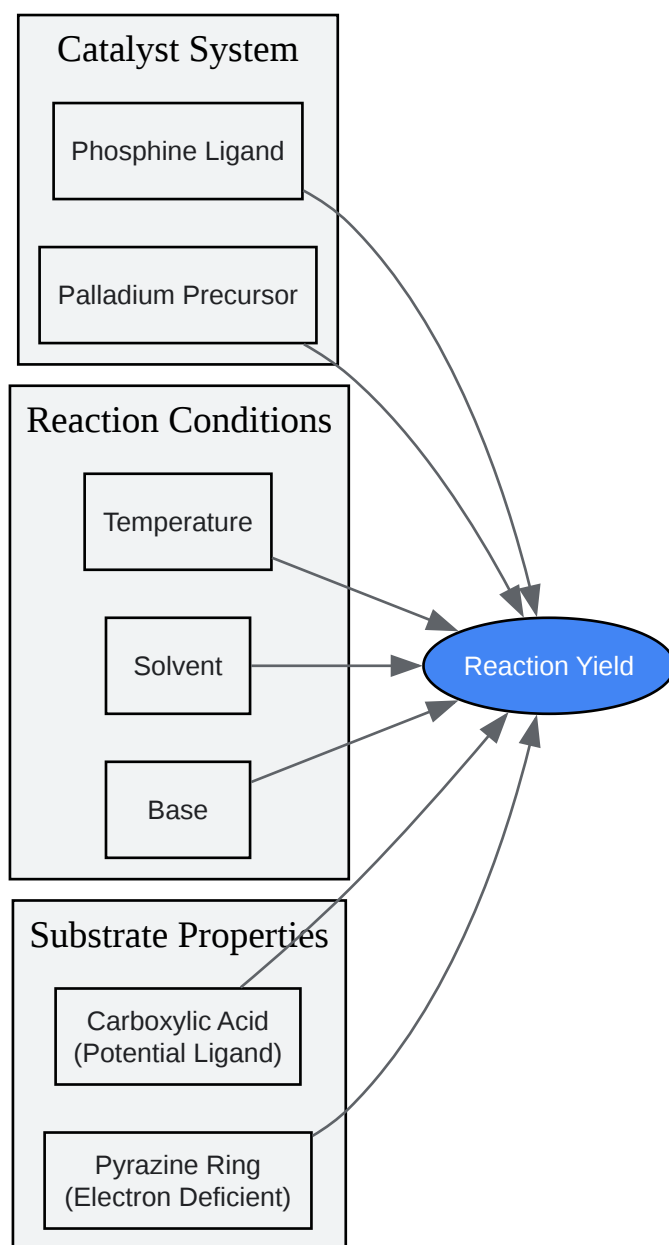 Catalyst System
Phosphine Ligand
Palladium Precursor
Reaction Conditions
Temperature
Solvent
Base
Reaction Yield
Substrate Properties
Carboxylic Acid
(Potential Ligand)
Pyrazine Ring
(Electron Deficient)